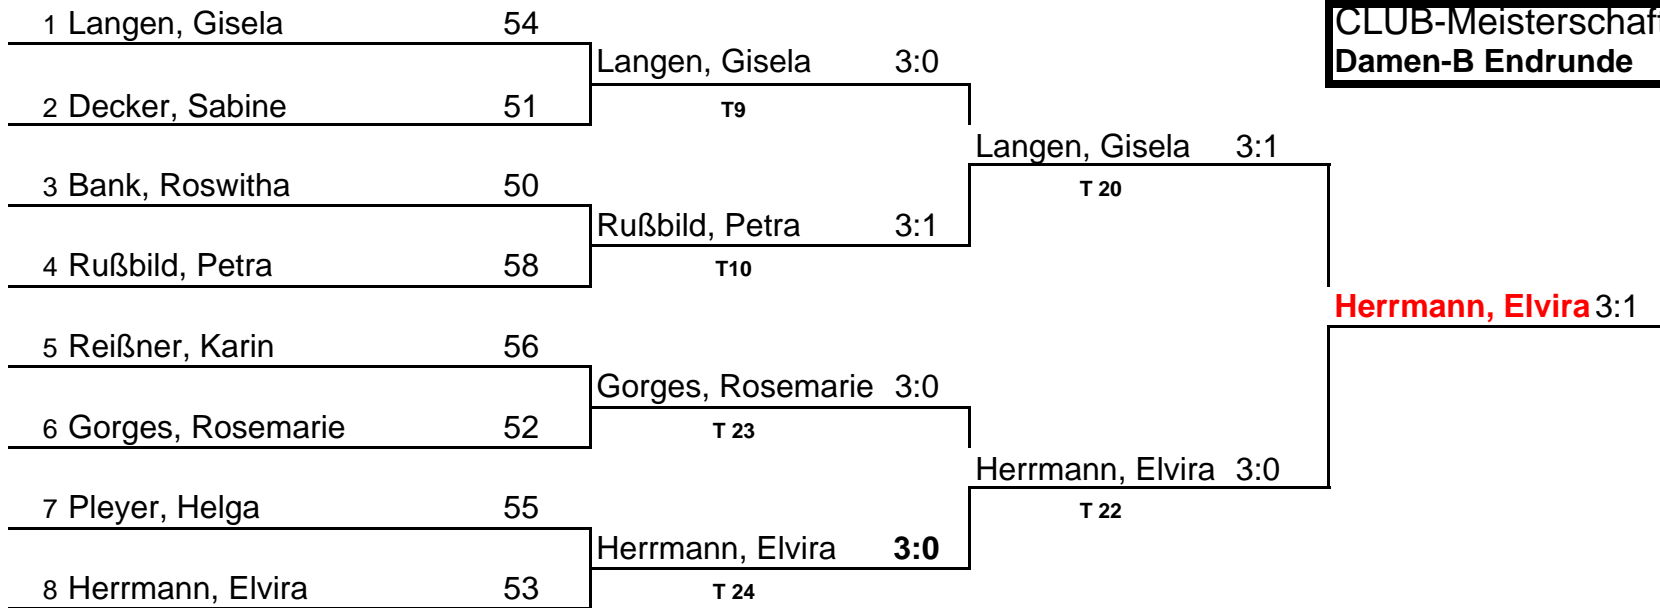 1 Langen, Gisela 54
CLUB-Meisterschaft
Langen, Gisela 3:0
Damen-B Endrunde
2 Decker, Sabine 51
T9
Langen, Gisela 3:1
3 Bank, Roswitha 50
T 20
Rußbild, Petra 3:1
4 Rußbild, Petra 58
T10
Herrmann, Elvira 3:1
5 Reißner, Karin 56
Gorges, Rosemarie 3:0
6 Gorges, Rosemarie 52
T 23
Herrmann, Elvira 3:0
7 Pleyer, Helga 55
T 22
Herrmann, Elvira 3:0
8 Herrmann, Elvira 53
T 24